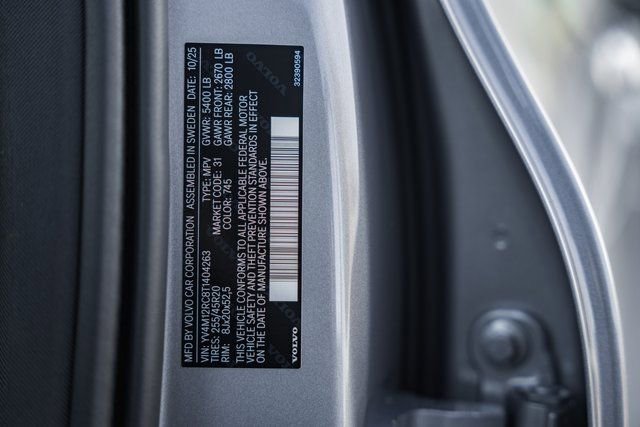 MFD BY VOLVO CAR CORPORATION ASSEMBLED IN SWEDEN DATE: 10/25
VIN: YV4M12RC8T1404263 TYPE: MPV GVWR: 5400 LB
TIRES: 255/45R20 MARKET CODE: 31 GAWR FRONT: 2670 LB
RIM: 8Jx20x52,5 COLOR: 745 GAWR REAR: 2800 LB
THIS VEHICLE CONFORMS TO ALL APPLICABLE FEDERAL MOTOR
VEHICLE SAFETY AND THEFT PREVENTION STANDARDS IN EFFECT
ON THE DATE OF MANUFACTURE SHOWN ABOVE.
VOLVO 32390594